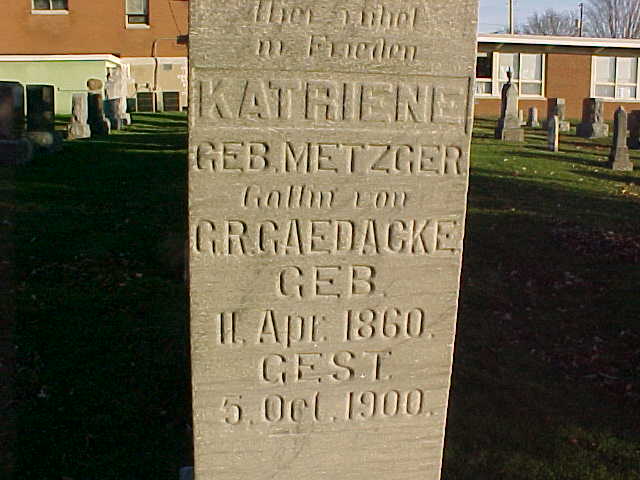 Hier ruhet
in Frieden
KATRIENE
GEB. METZGER
Gattin von
G.R. GAEDACKE
GEB.
11. Apr. 1860.
GEST.
5. Oct. 1900.